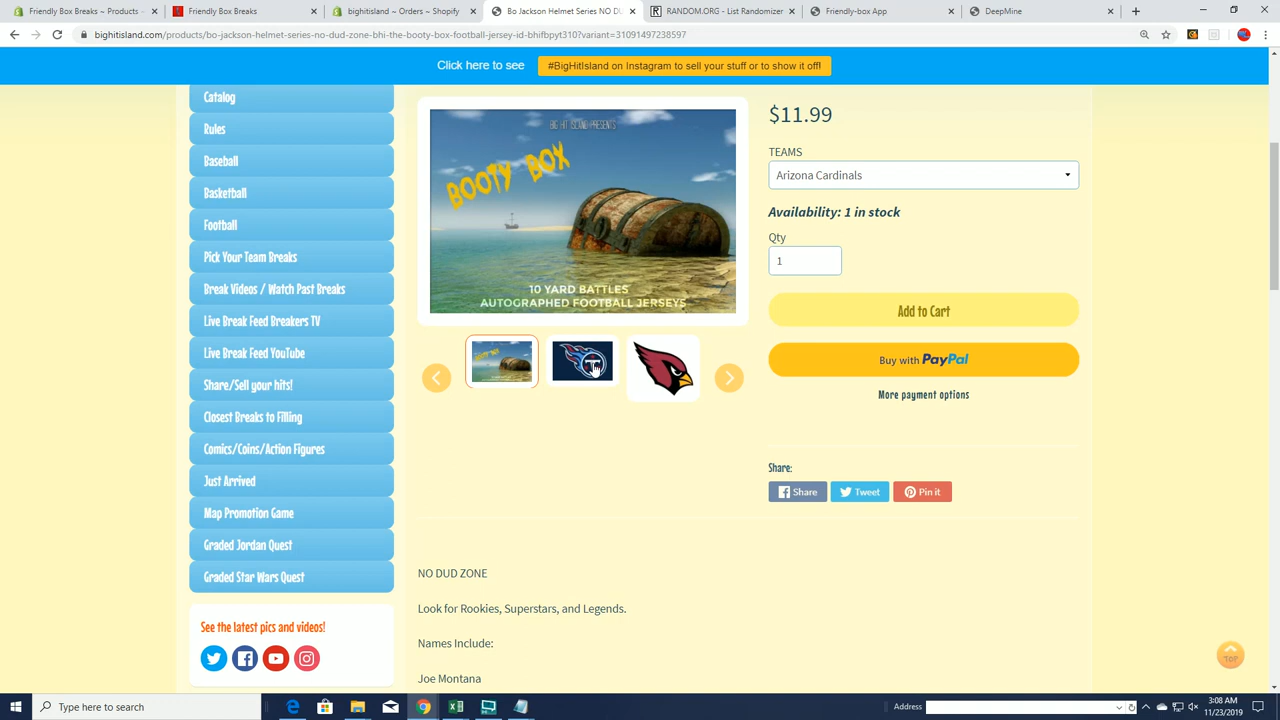 Friendly Box Breaks ~ Products
Friendly Box Breaks
bighitisland ~ Orders ~ Shopify
Bo Jackson Helmet Series NO DU
RANDOM.ORG - List Randomizer
Friendly-box App
DeepMine
bighitisland.com/products/bo-jackson-helmet-series-no-dud-zone-bhi-the-booty-box-football-jersey-id-bhifbpyt310?variant=31091497238597
Click here to see
#BigHitIsland on Instagram to sell your stuff or to show it off!
Catalog
Rules
Baseball
Basketball
Football
Pick Your Team Breaks
Break Videos / Watch Past Breaks
Live Break Feed Breakers TV
Live Break Feed YouTube
Share/Sell your hits!
Closest Breaks to Filling
Comics/Coins/Action Figures
Just Arrived
Map Promotion Game
Graded Jordan Quest
Graded Star Wars Quest
See the latest pics and videos!
BIG HIT ISLAND PRESENTS
BOOTY BOX
10 YARD BATTLES
AUTOGRAPHED FOOTBALL JERSEYS
$11.99
TEAMS
Arizona Cardinals
Availability: 1 in stock
Qty
1
Add to Cart
Buy with PayPal
More payment options
Share:
Share
Tweet
Pin it
NO DUD ZONE
Look for Rookies, Superstars, and Legends.
Names Include:
Joe Montana
TOP
Type here to search
Address
3:08 AM
11/23/2019